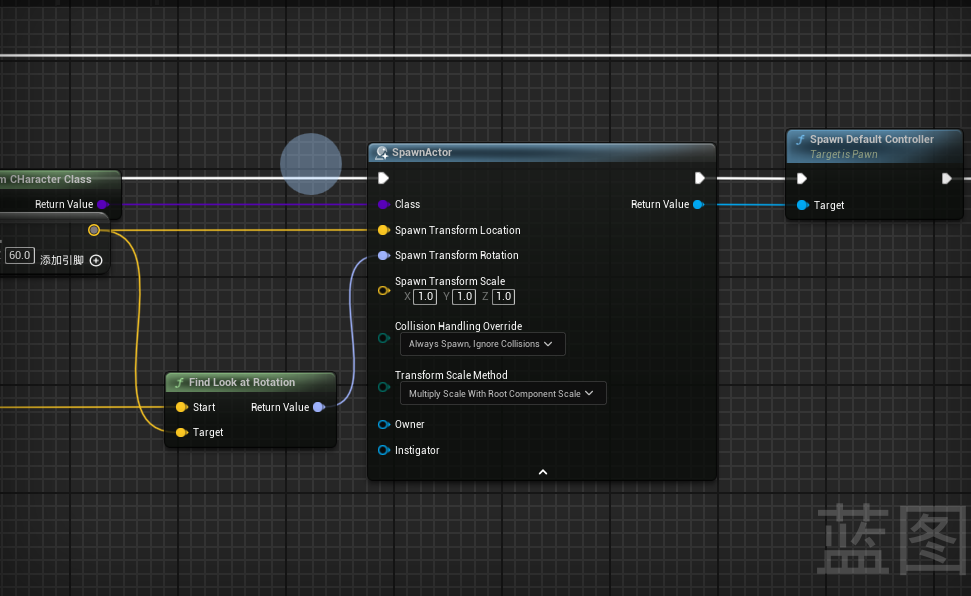 SpawnActor
Spawn Default Controller
Target is Pawn
m CHaracter Class
Return Value
Class
Return Value
Target
Spawn Transform Location
60.0
添加引脚
Spawn Transform Rotation
Spawn Transform Scale
X 1.0 Y 1.0 Z 1.0
Collision Handling Override
Always Spawn, Ignore Collisions
Transform Scale Method
Multiply Scale With Root Component Scale
Find Look at Rotation
Start
Return Value
Target
Owner
Instigator
蓝图